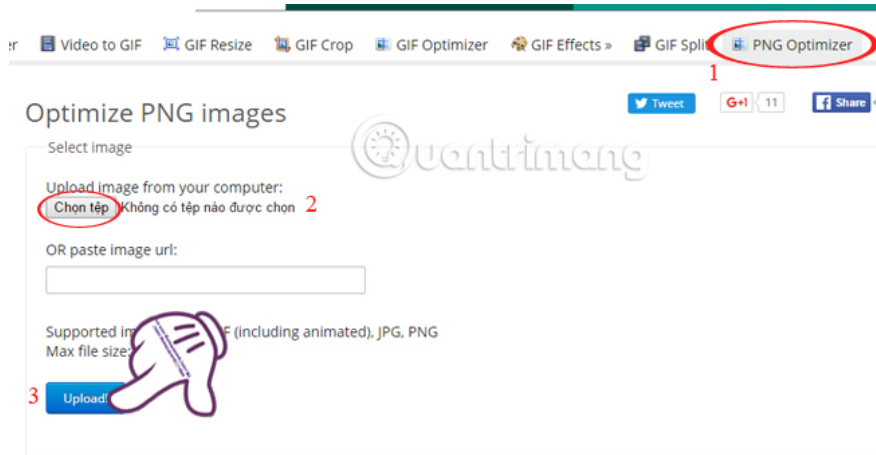 er Video to GIF GIF Resize GIF Crop GIF Optimizer GIF Effects » GIF Split PNG Optimizer
1
Optimize PNG images
Tweet G+1 11 Share
Select image
Quantrimang
Upload image from your computer:
Chọn tệp Không có tệp nào được chọn 2
OR paste image url:
Supported (including animated), JPG, PNG
Max file size:
3 Upload!